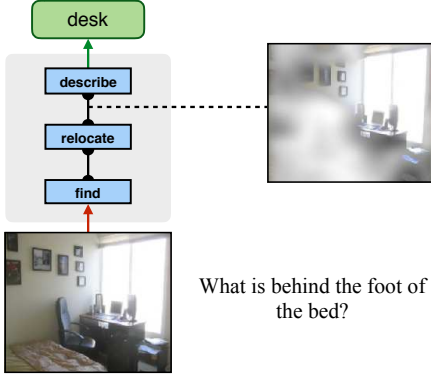 desk
describe
relocate
find
What is behind the foot of
the bed?